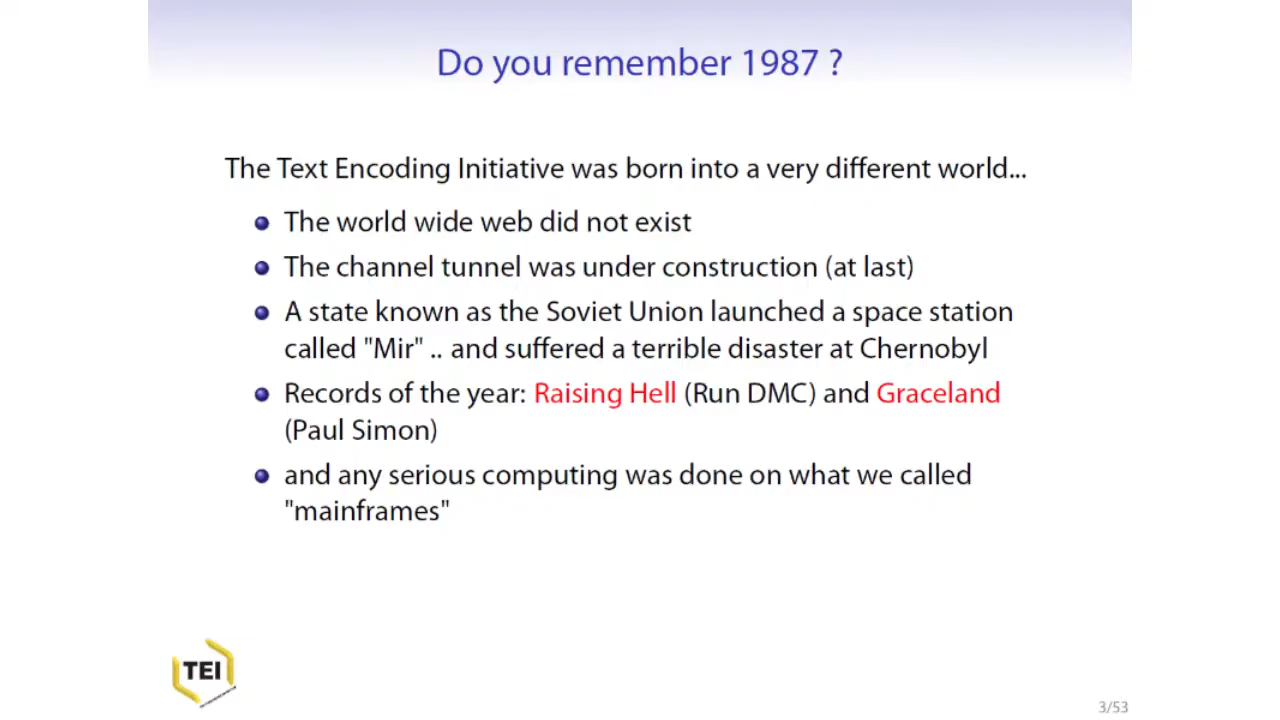 Do you remember 1987 ?
The Text Encoding Initiative was born into a very different world...
The world wide web did not exist
The channel tunnel was under construction (at last)
A state known as the Soviet Union launched a space station
called "Mir" .. and suffered a terrible disaster at Chernobyl
Records of the year: Raising Hell (Run DMC) and Graceland
(Paul Simon)
and any serious computing was done on what we called
"mainframes"
TEI
3/53